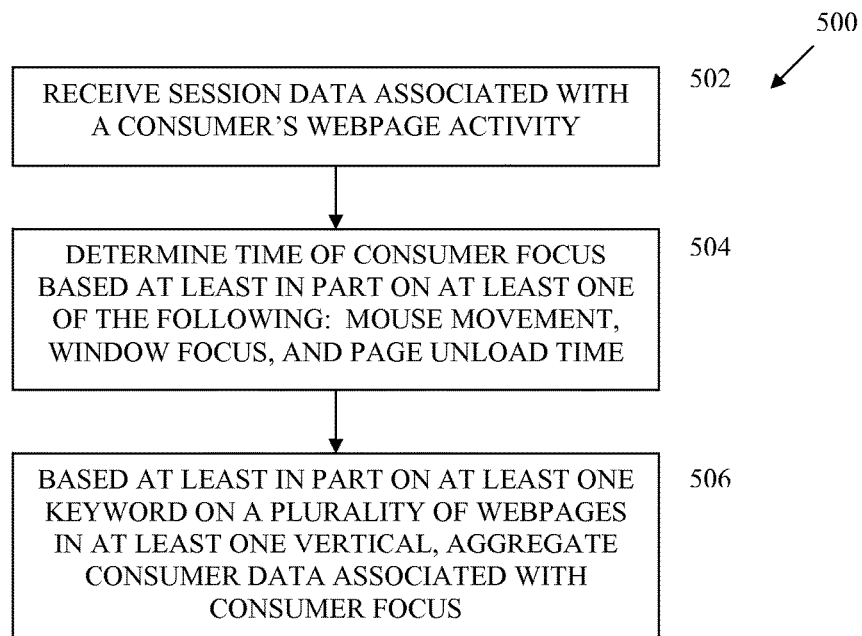 500
502
RECEIVE SESSION DATA ASSOCIATED WITH
A CONSUMER'S WEBPAGE ACTIVITY
504
DETERMINE TIME OF CONSUMER FOCUS
BASED AT LEAST IN PART ON AT LEAST ONE
OF THE FOLLOWING: MOUSE MOVEMENT,
WINDOW FOCUS, AND PAGE UNLOAD TIME
506
BASED AT LEAST IN PART ON AT LEAST ONE
KEYWORD ON A PLURALITY OF WEBPAGES
IN AT LEAST ONE VERTICAL, AGGREGATE
CONSUMER DATA ASSOCIATED WITH
CONSUMER FOCUS